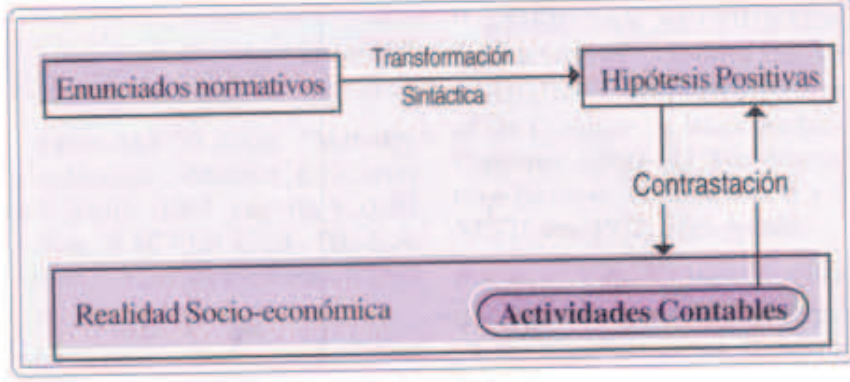 Enunciados normativos
Transformación
Sintáctica
Hipótesis Positivas
Contrastación
Realidad Socio-económica
Actividades Contables